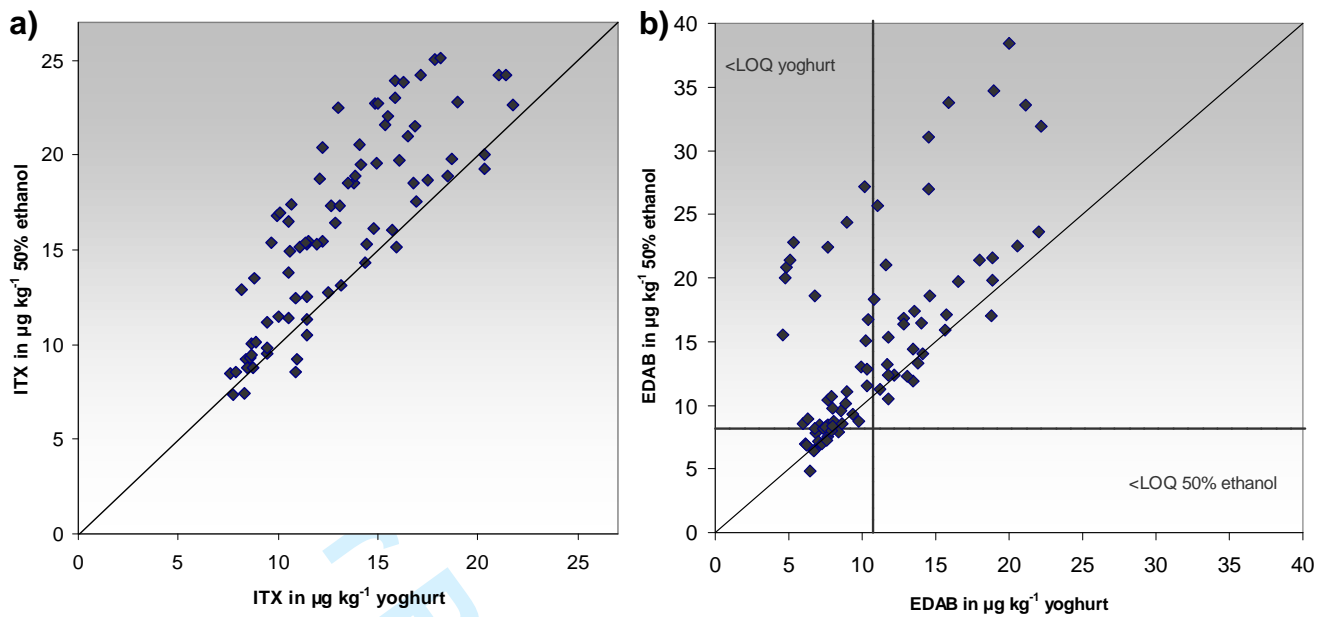 a)
25
20
15
10
5
0
0 5 10 15 20 25
ITX in µg kg⁻¹ 50% ethanol
ITX in µg kg⁻¹ yoghurt
b)
40
35
30
25
20
15
10
5
0
0 5 10 15 20 25 30 35 40
EDAB in µg kg⁻¹ 50% ethanol
EDAB in µg kg⁻¹ yoghurt
<LOQ yoghurt
<LOQ 50% ethanol